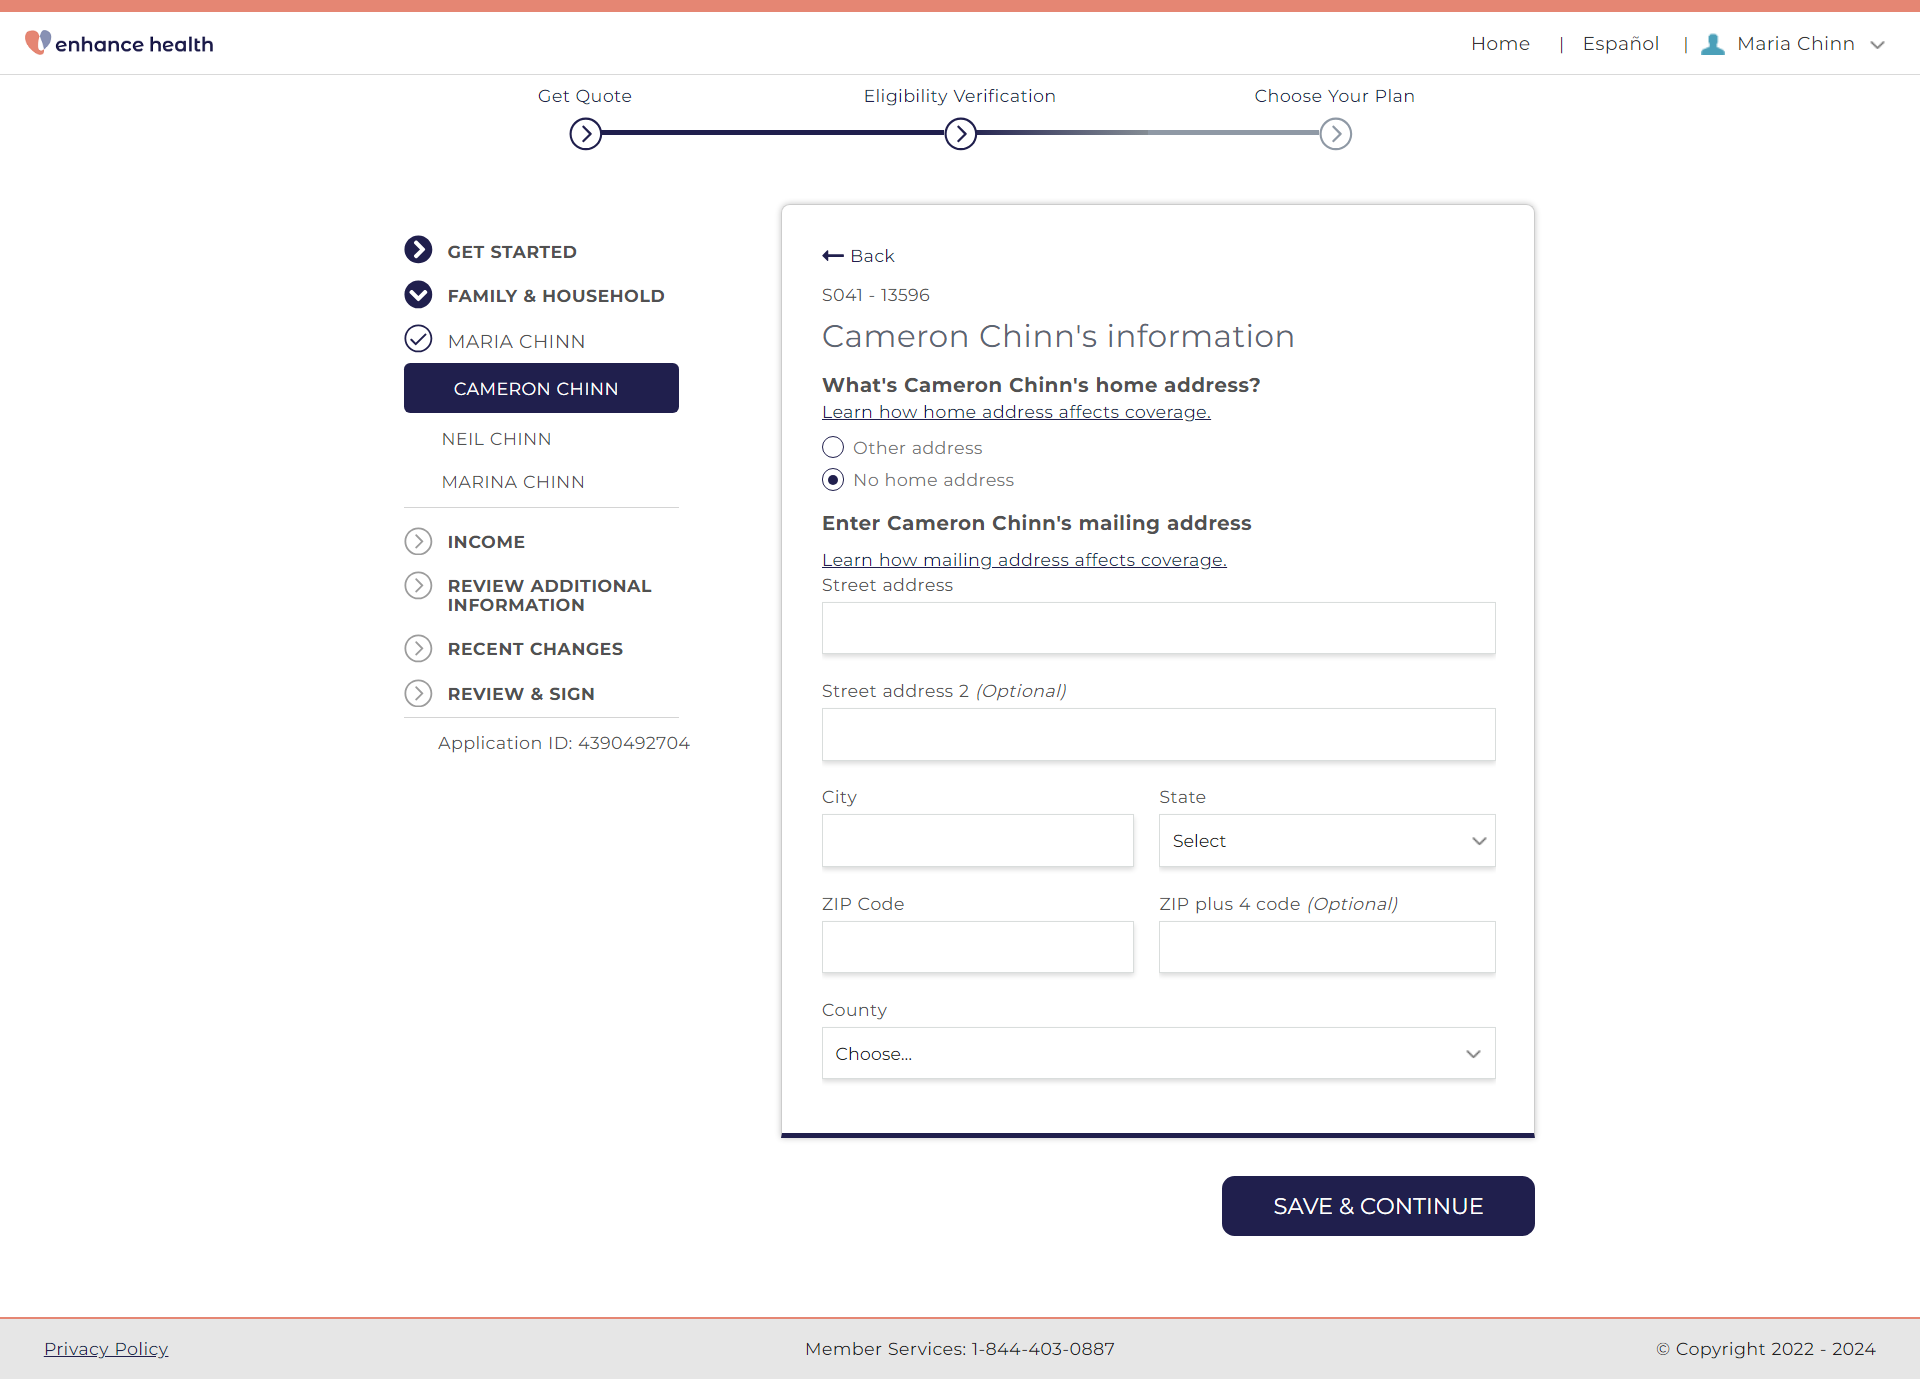 enhance health
Home | Español | Maria Chinn
Get Quote
Eligibility Verification
Choose Your Plan
GET STARTED
FAMILY & HOUSEHOLD
MARIA CHINN
CAMERON CHINN
NEIL CHINN
MARINA CHINN
INCOME
REVIEW ADDITIONAL
INFORMATION
RECENT CHANGES
REVIEW & SIGN
Application ID: 4390492704
Back
S041 - 13596
Cameron Chinn's information
What's Cameron Chinn's home address?
Learn how home address affects coverage.
Other address
No home address
Enter Cameron Chinn's mailing address
Learn how mailing address affects coverage.
Street address
Street address 2 (Optional)
City
State
Select
ZIP Code
ZIP plus 4 code (Optional)
County
Choose...
SAVE & CONTINUE
Privacy Policy
Member Services: 1-844-403-0887
© Copyright 2022 - 2024